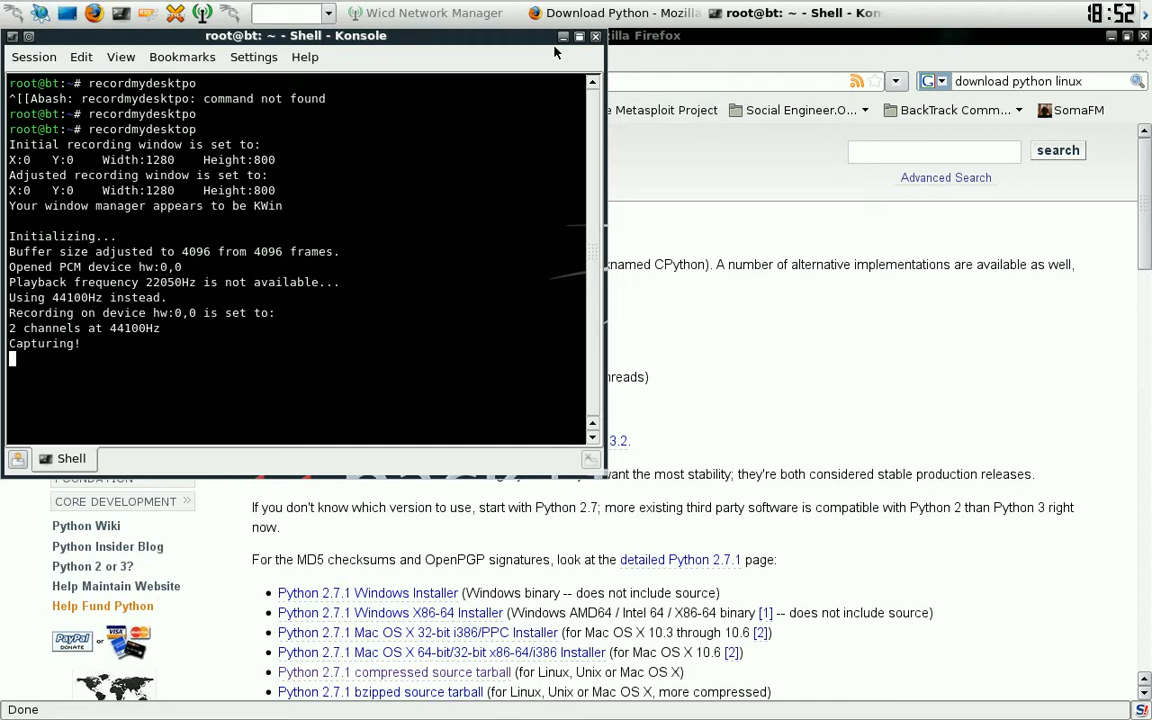 Wicd Network Manager
Download Python - Mozilla
root@bt: ~ - Shell - Kon
18:52
root@bt: ~ - Shell - Konsole
illa Firefox
Session Edit View Bookmarks Settings Help
download python linux
e Metasploit Project
Social Engineer.O...
BackTrack Comm...
SomaFM
root@bt:~# recordmydesktpo
^[[Abash: recordmydesktpo: command not found
root@bt:~# recordmydesktpo
root@bt:~# recordmydesktop
Initial recording window is set to:
X:0 Y:0 Width:1280 Height:800
Adjusted recording window is set to:
X:0 Y:0 Width:1280 Height:800
Your window manager appears to be KWin
Initializing...
Buffer size adjusted to 4096 from 4096 frames.
Opened PCM device hw:0,0
Playback frequency 22050Hz is not available...
Using 44100Hz instead.
Recording on device hw:0,0 is set to:
2 channels at 44100Hz
Capturing!
Shell
search
Advanced Search
named CPython). A number of alternative implementations are available as well,
reads)
3.2.
want the most stability; they're both considered stable production releases.
CORE DEVELOPMENT »
Python Wiki
Python Insider Blog
Python 2 or 3?
Help Maintain Website
Help Fund Python
PayPal
DONATE
or
VISA
If you don't know which version to use, start with Python 2.7; more existing third party software is compatible with Python 2 than Python 3 right
now.
For the MD5 checksums and OpenPGP signatures, look at the detailed Python 2.7.1 page:
Python 2.7.1 Windows Installer (Windows binary -- does not include source)
Python 2.7.1 Windows X86-64 Installer (Windows AMD64 / Intel 64 / X86-64 binary [1] -- does not include source)
Python 2.7.1 Mac OS X 32-bit i386/PPC Installer (for Mac OS X 10.3 through 10.6 [2])
Python 2.7.1 Mac OS X 64-bit/32-bit x86-64/i386 Installer (for Mac OS X 10.6 [2])
Python 2.7.1 compressed source tarball (for Linux, Unix or Mac OS X)
Python 2.7.1 bzipped source tarball (for Linux, Unix or Mac OS X, more compressed)
Done